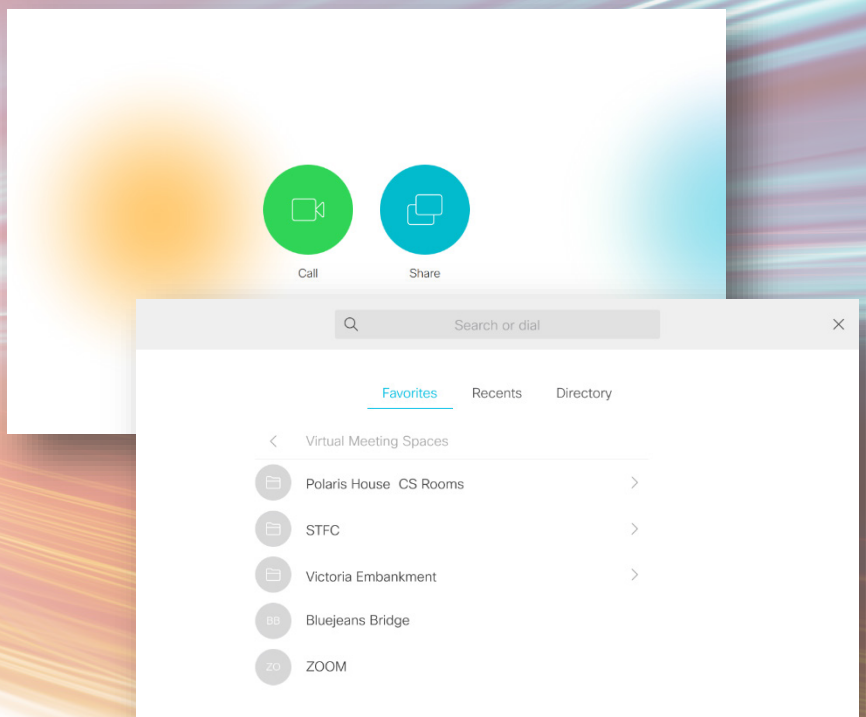 Call
Share
Search or dial
Favorites Recents Directory
Virtual Meeting Spaces
Polaris House CS Rooms
STFC
Victoria Embankment
BB Bluejeans Bridge
ZO ZOOM